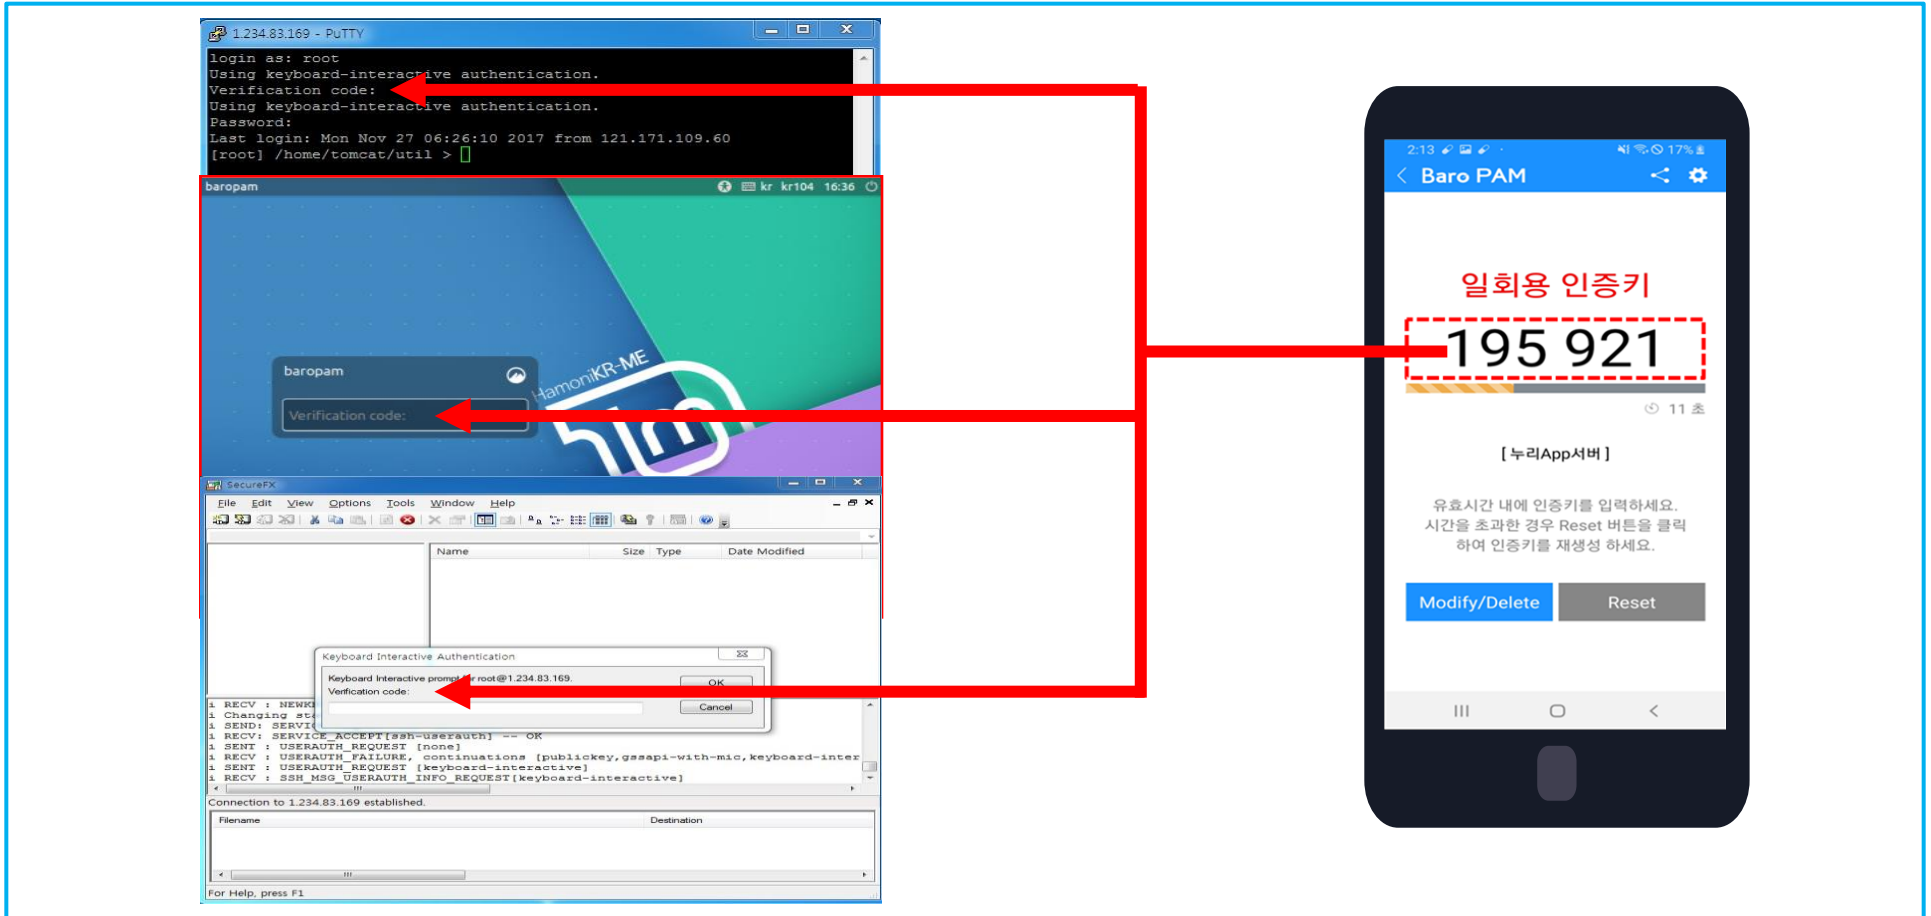 1.234.83.169 - PuTTY
login as: root
Using keyboard-interactive authentication.
Verification code:
Using keyboard-interactive authentication.
Password:
Last login: Mon Nov 27 06:26:10 2017 from 121.171.109.60
[root] /home/tomcat/util >
baropam
kr kr104 16:36
baropam
Verification code:
HamoniKR-ME
SecureFX
File Edit View Options Tools Window Help
Name Size Type Date Modified
Keyboard Interactive Authentication
Keyboard Interactive prompt for root@1.234.83.169.
Verification code:
OK
Cancel
i RECV : NEWK
i Changing sta
i SEND: SERVIC
i RECV: SERVICE_ACCEPT[ssh-userauth] -- OK
i SENT : USERAUTH_REQUEST [none]
i RECV : USERAUTH_FAILURE, continuations [publickey,gssapi-with-mic,keyboard-inter
i SENT : USERAUTH_REQUEST [keyboard-interactive]
i RECV : SSH_MSG_USERAUTH_INFO_REQUEST[keyboard-interactive]
Connection to 1.234.83.169 established.
Filename Destination
For Help, press F1
2:13 17%
Baro PAM
일회용 인증키
195 921
11 초
[ 누리App서버 ]
유효시간 내에 인증키를 입력하세요.
시간을 초과한 경우 Reset 버튼을 클릭
하여 인증키를 재생성 하세요.
Modify/Delete Reset